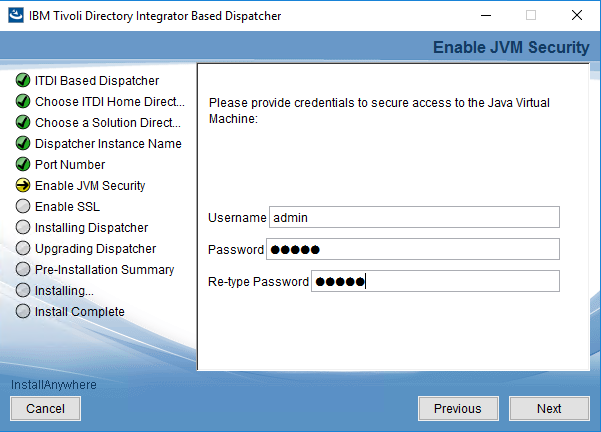 IBM Tivoli Directory Integrator Based Dispatcher
Enable JVM Security
ITDI Based Dispatcher
Choose ITDI Home Direct...
Choose a Solution Direct...
Dispatcher Instance Name
Port Number
Enable JVM Security
Enable SSL
Installing Dispatcher
Upgrading Dispatcher
Pre-Installation Summary
Installing...
Install Complete
Please provide credentials to secure access to the Java Virtual
Machine:
Username admin
Password ●●●●●
Re-type Password ●●●●●
InstallAnywhere
Cancel Previous Next